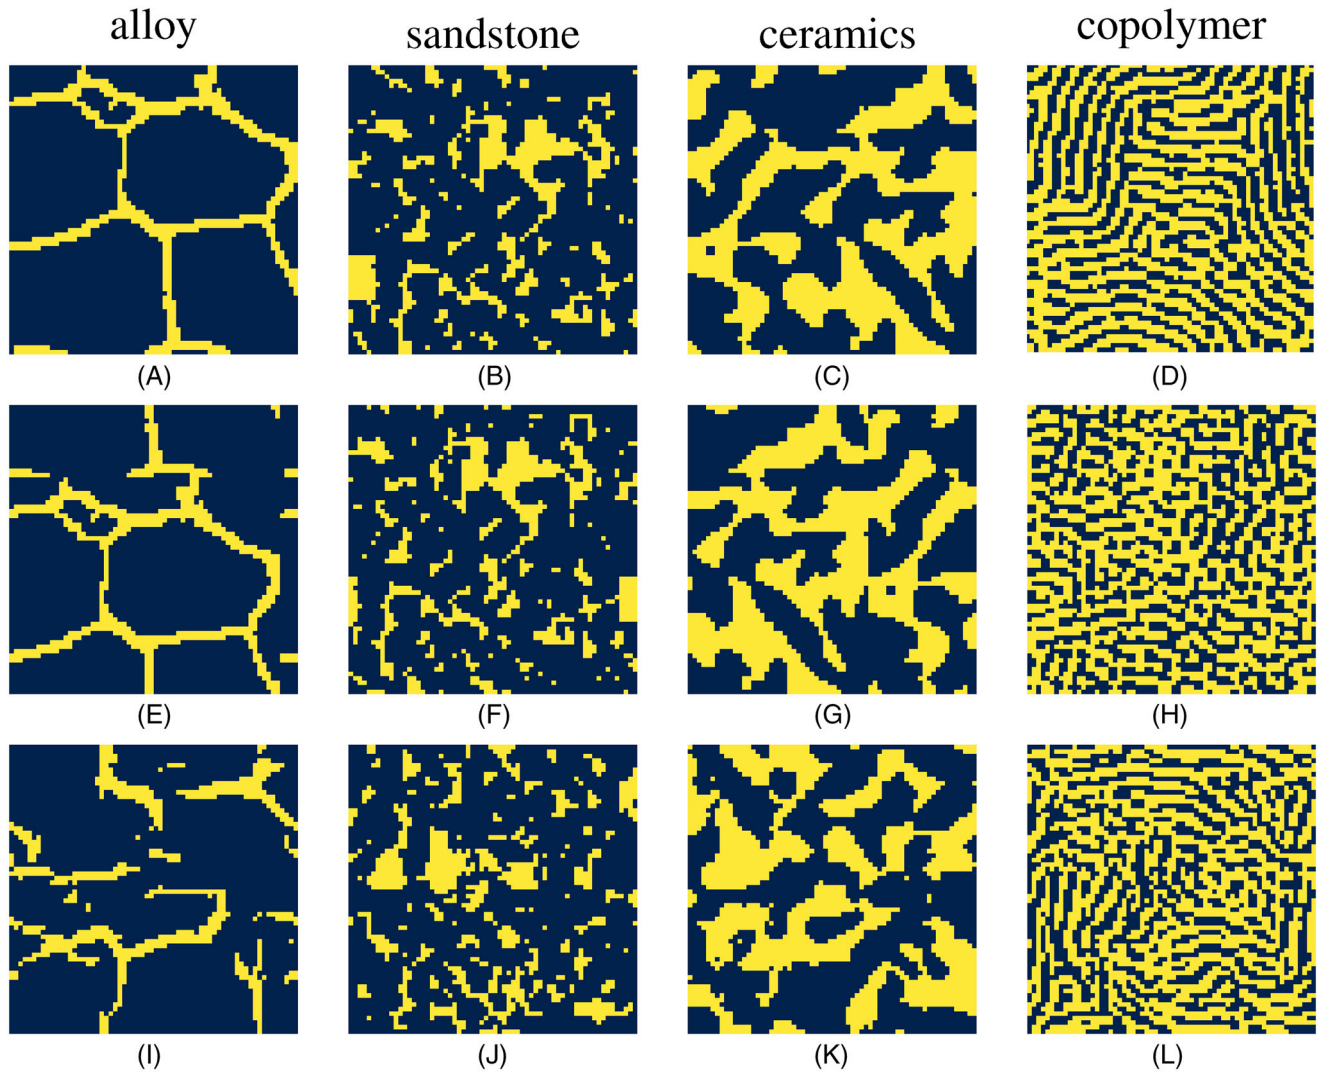 alloy sandstone ceramics copolymer
(A) (B) (C) (D)
(E) (F) (G) (H)
(I) (J) (K) (L)